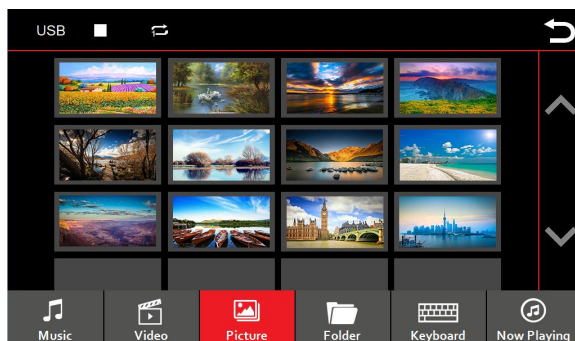 USB
Music
Video
Picture
Folder
Keyboard
Now Playing